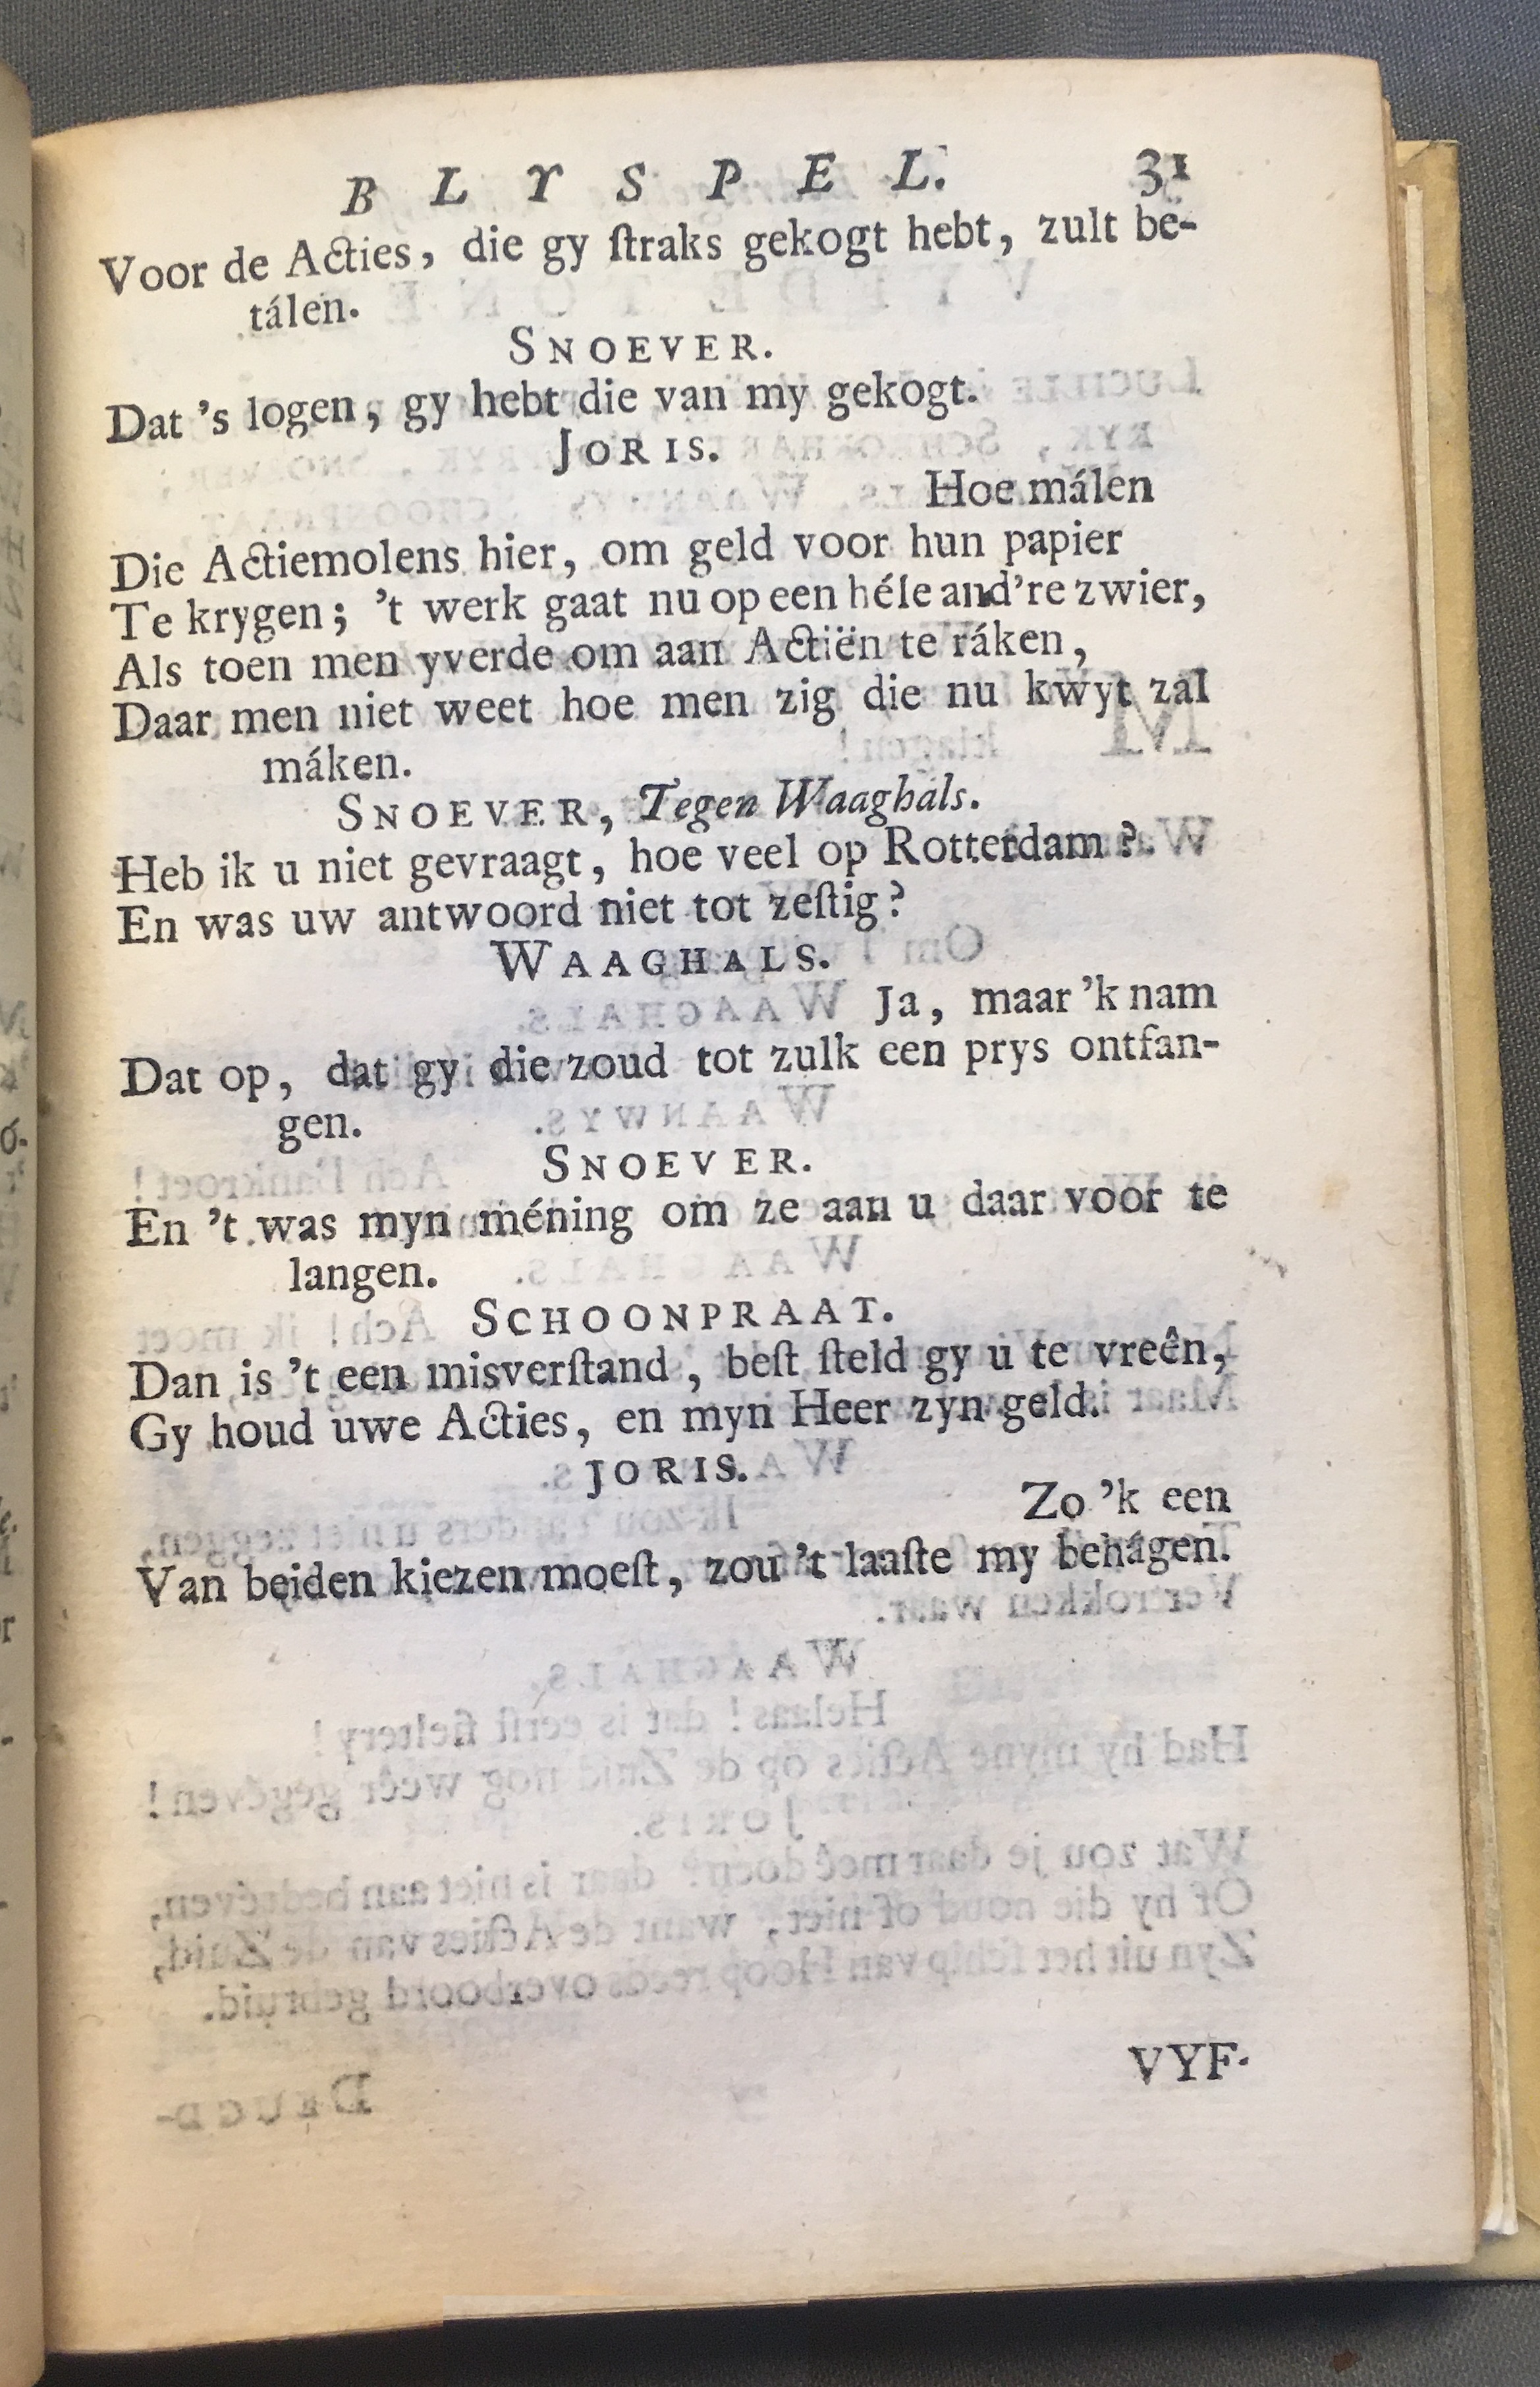 BLYSPEL. 31
Voor de Acties, die gy ſtraks gekogt hebt, zult be-
tálen.
SNOEVER.
Dat 's logen, gy hebt die van my gekogt.
JORIS.
Hoe málen
Die Actiemolens hier, om geld voor hun papier
Te krygen; 't werk gaat nu op een héle and're zwier,
Als toen men yverde om aan Actiën te ráken,
Daar men niet weet hoe men zig die nu kwyt zal
máken.
SNOEVER, Tegen Waaghals.
Heb ik u niet gevraagt, hoe veel op Rotterdam?
En was uw antwoord niet tot zeſtig?
WAAGHALS.
Ja, maar 'k nam
Dat op, dat gy die zoud tot zulk een prys ontfan-
gen.
SNOEVER.
En 't was myn méning om ze aan u daar voor te
langen.
SCHOONPRAAT.
Dan is 't een misverſtand, beſt ſteld gy u te vreên,
Gy houd uwe Acties, en myn Heer zyn geld.
JORIS.
Zo 'k een
Van beiden kiezen moeſt, zou 't laaſte my behágen.
VYF-